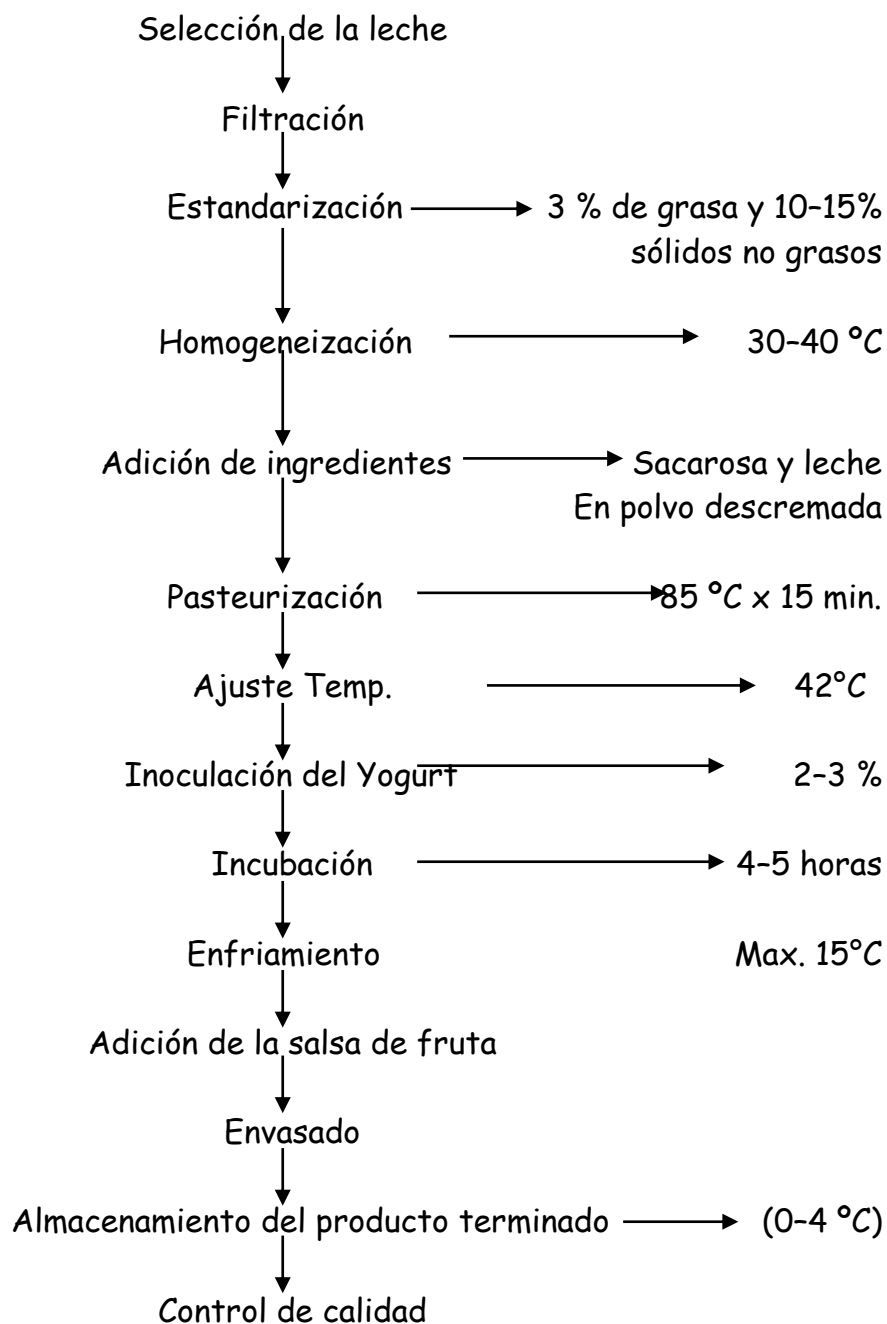 Selección de la leche
Filtración
Estandarización 3 % de grasa y 10–15%
sólidos no grasos
Homogeneización 30–40 ºC
Adición de ingredientes Sacarosa y leche
En polvo descremada
Pasteurización 85 ºC x 15 min.
Ajuste Temp. 42°C
Inoculación del Yogurt 2–3 %
Incubación 4–5 horas
Enfriamiento Max. 15°C
Adición de la salsa de fruta
Envasado
Almacenamiento del producto terminado (0–4 ºC)
Control de calidad